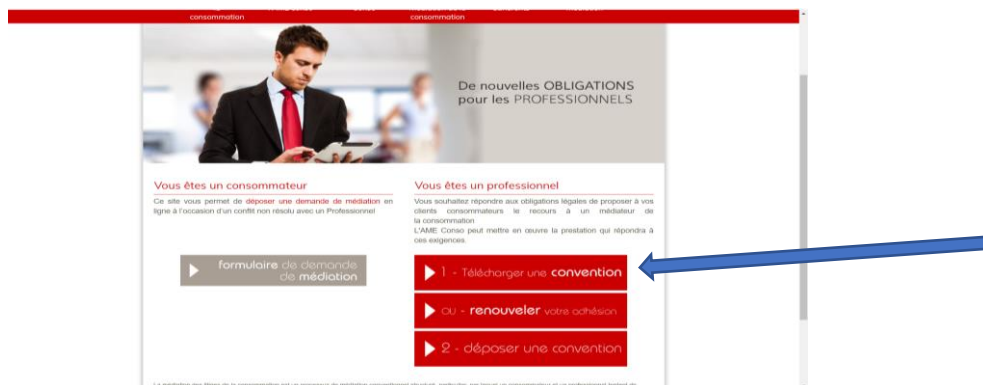 consommation
consommation
De nouvelles OBLIGATIONS
pour les PROFESSIONNELS
Vous êtes un consommateur
Ce site vous permet de déposer une demande de médiation en
ligne à l'occasion d'un conflit non résolu avec un Professionnel
formulaire de demande
de médiation
Vous êtes un professionnel
Vous souhaitez répondre aux obligations légales de proposer à vos
clients consommateurs le recours à un médiateur de
la consommation
L'AME Conso peut mettre en œuvre la prestation qui répondra à
ces exigences.
1 - Télécharger une convention
OU - renouveler votre adhésion
2 - déposer une convention